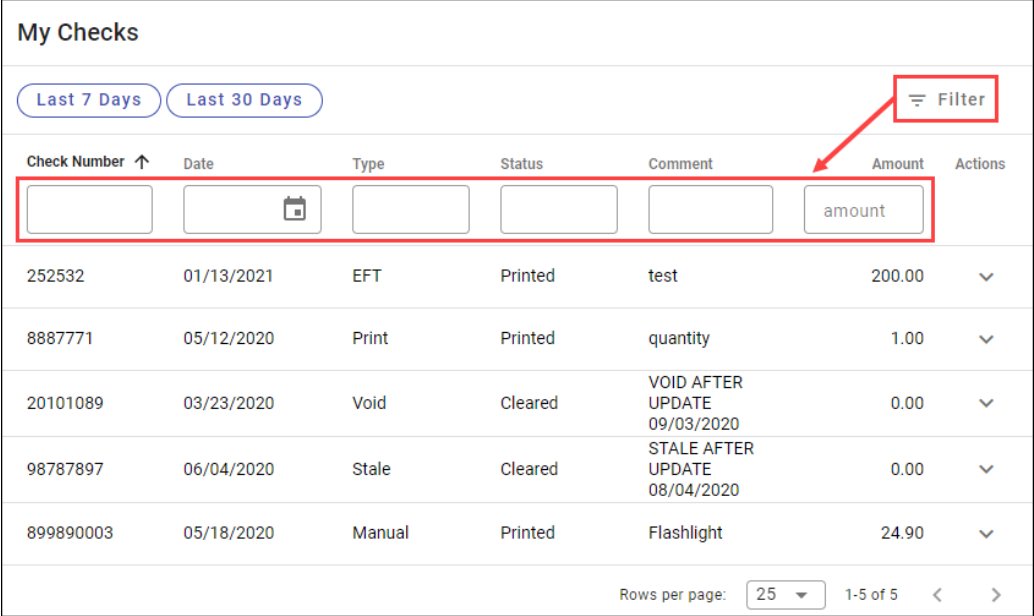 My Checks
Last 7 Days Last 30 Days Filter
Check Number Date Type Status Comment Amount Actions
amount
252532 01/13/2021 EFT Printed test 200.00
8887771 05/12/2020 Print Printed quantity 1.00
VOID AFTER
20101089 03/23/2020 Void Cleared UPDATE 0.00
09/03/2020
STALE AFTER
98787897 06/04/2020 Stale Cleared UPDATE 0.00
08/04/2020
899890003 05/18/2020 Manual Printed Flashlight 24.90
Rows per page: 25 1-5 of 5